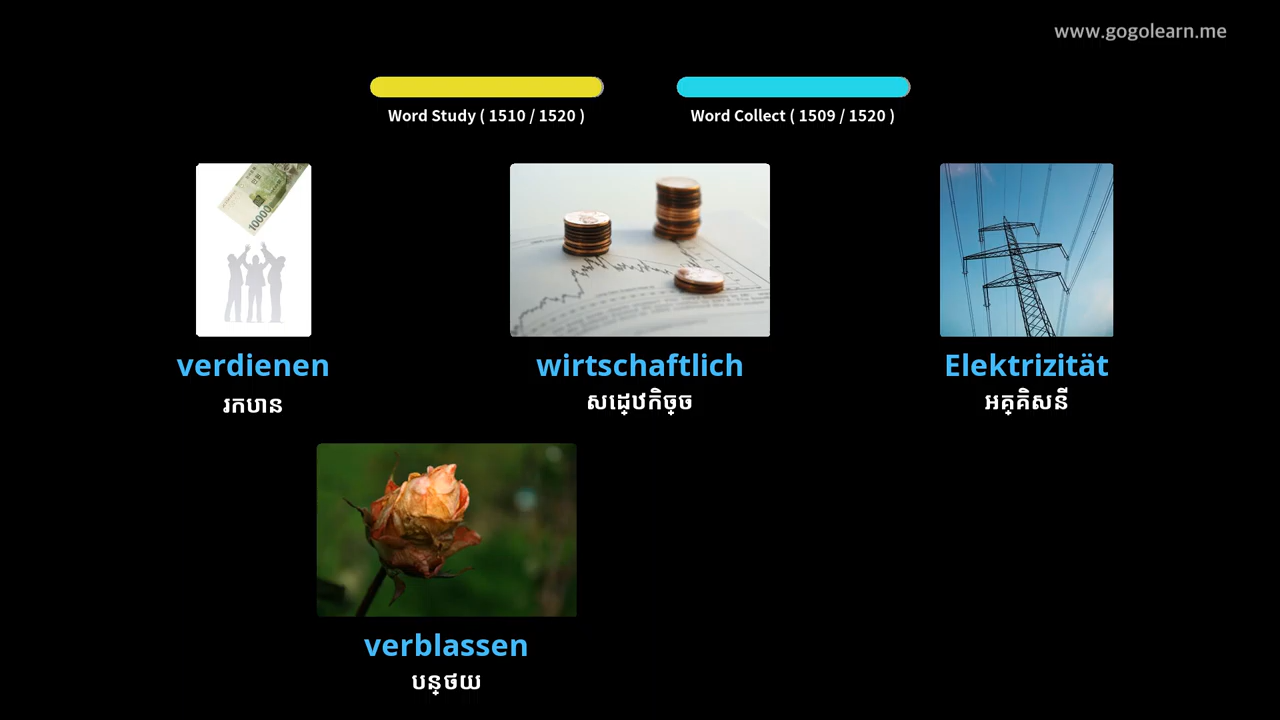 www.gogolearn.me
Word Study ( 1510 / 1520 )
Word Collect ( 1509 / 1520 )
10000
verdienen
រកបាន
wirtschaftlich
សេដ្ឋកិច្ច
Elektrizität
អគ្គិសនី
verblassen
បន្ថយ